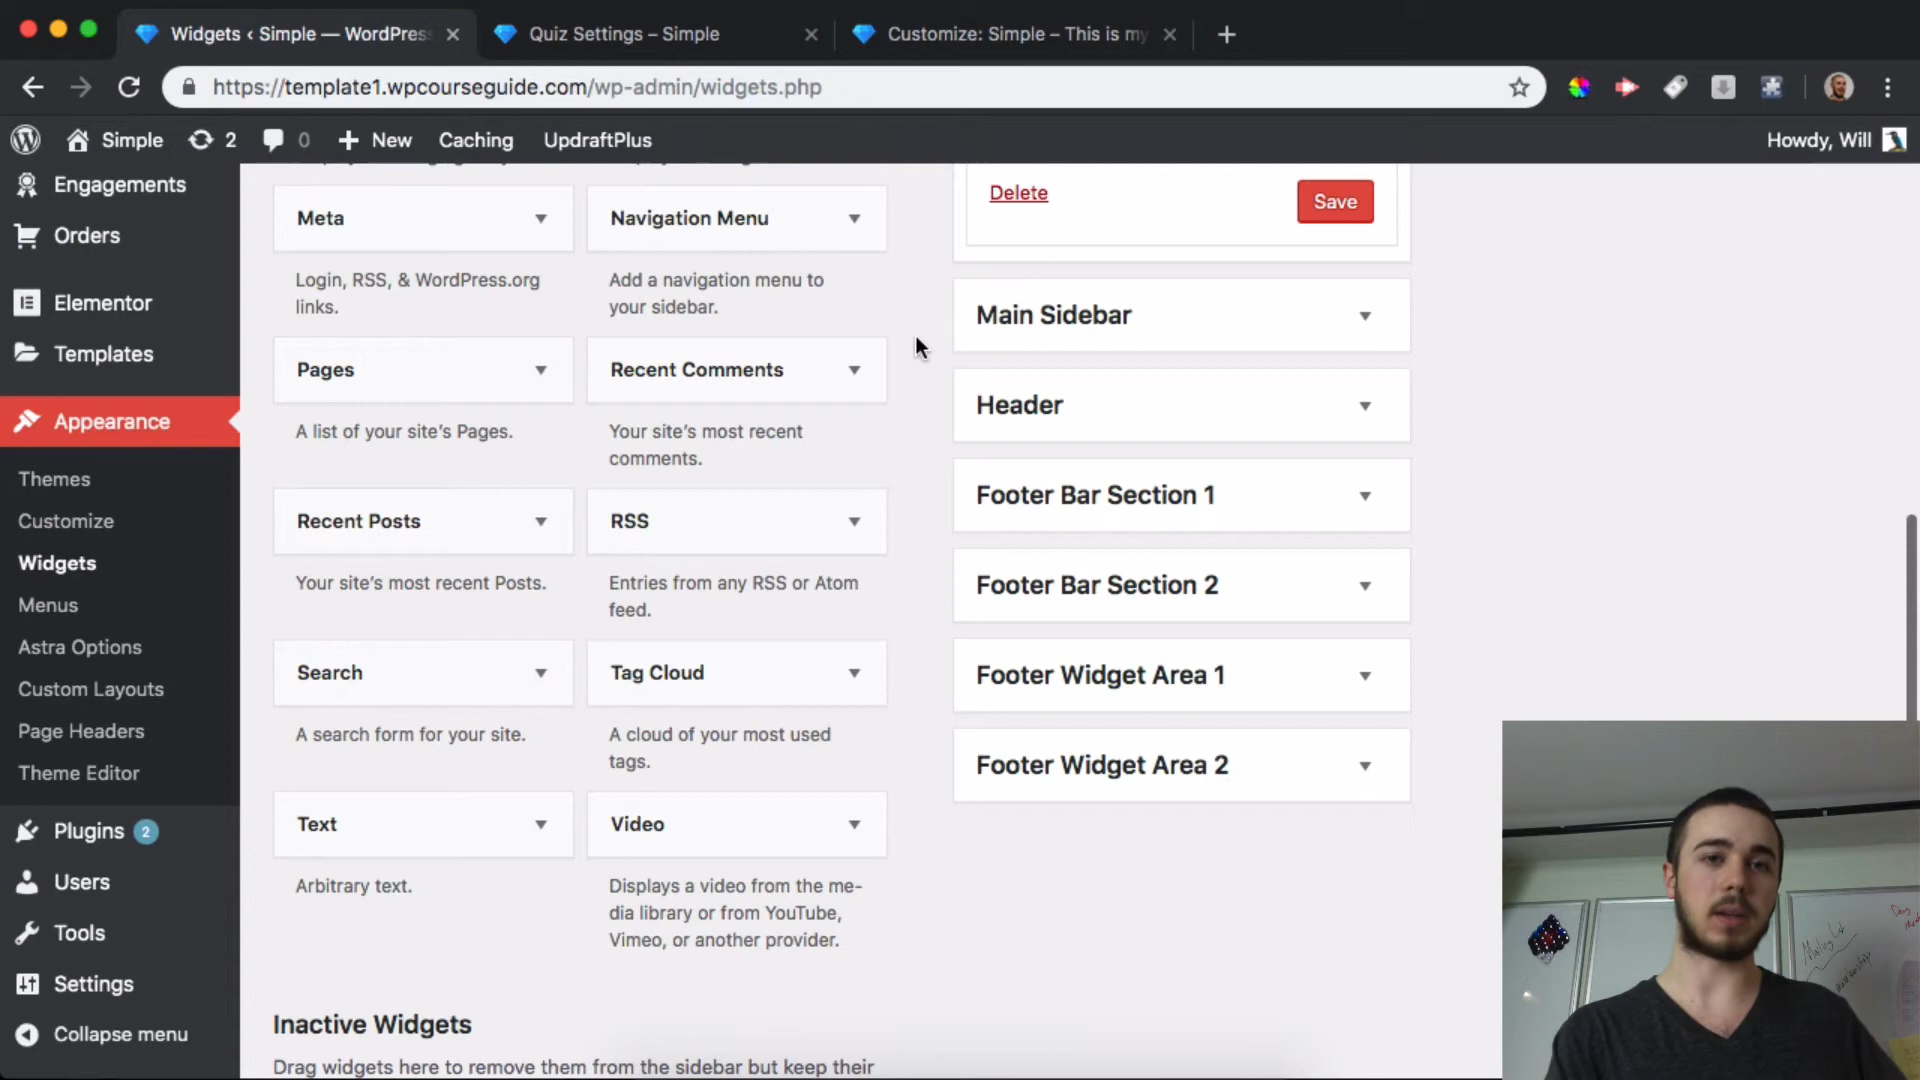 Widgets ‹ Simple — WordPress
Quiz Settings – Simple
Customize: Simple – This is my
https://template1.wpcourseguide.com/wp-admin/widgets.php
Simple
2
0
New
Caching
UpdraftPlus
Howdy, Will
Engagements
Orders
Elementor
Templates
Appearance
Themes
Customize
Widgets
Menus
Astra Options
Custom Layouts
Page Headers
Theme Editor
Plugins 2
Users
Tools
Settings
Collapse menu
Meta
Login, RSS, & WordPress.org
links.
Navigation Menu
Add a navigation menu to
your sidebar.
Pages
A list of your site's Pages.
Recent Comments
Your site's most recent
comments.
Recent Posts
Your site's most recent Posts.
RSS
Entries from any RSS or Atom
feed.
Search
A search form for your site.
Tag Cloud
A cloud of your most used
tags.
Text
Arbitrary text.
Video
Displays a video from the me-
dia library or from YouTube,
Vimeo, or another provider.
Inactive Widgets
Drag widgets here to remove them from the sidebar but keep their
Delete
Save
Main Sidebar
Header
Footer Bar Section 1
Footer Bar Section 2
Footer Widget Area 1
Footer Widget Area 2